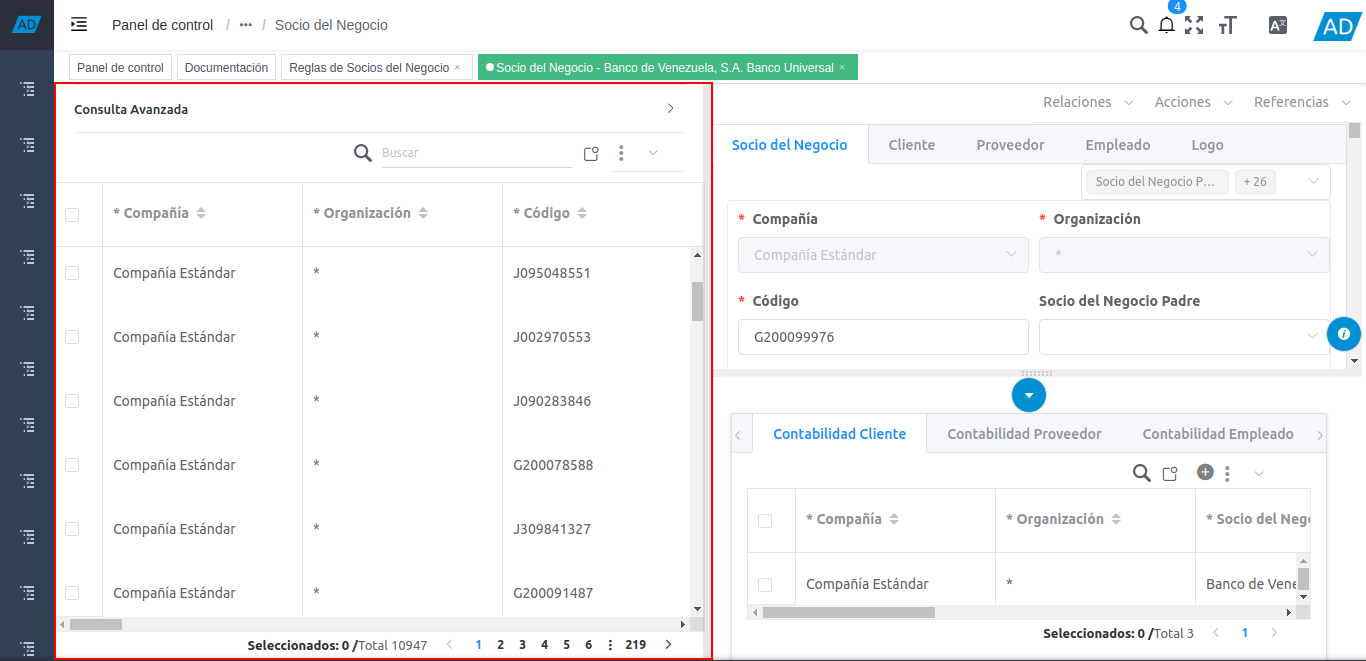 AD
Panel de control / ••• / Socio del Negocio
4
AD
Panel de control
Documentación
Reglas de Socios del Negocio ×
Socio del Negocio - Banco de Venezuela, S.A. Banco Universal ×
Consulta Avanzada
Buscar
* Compañía * Organización * Código
Compañía Estándar * J095048551
Compañía Estándar * J002970553
Compañía Estándar * J090283846
Compañía Estándar * G200078588
Compañía Estándar * J309841327
Compañía Estándar * G200091487
Seleccionados: 0 /Total 10947 1 2 3 4 5 6 219
Relaciones Acciones Referencias
Socio del Negocio Cliente Proveedor Empleado Logo
Socio del Negocio P... + 26
* Compañía * Organización
Compañía Estándar *
* Código Socio del Negocio Padre
G200099976
Contabilidad Cliente Contabilidad Proveedor Contabilidad Empleado
* Compañía * Organización * Socio del Nego
Compañía Estándar * Banco de Vene
Seleccionados: 0 /Total 3 1